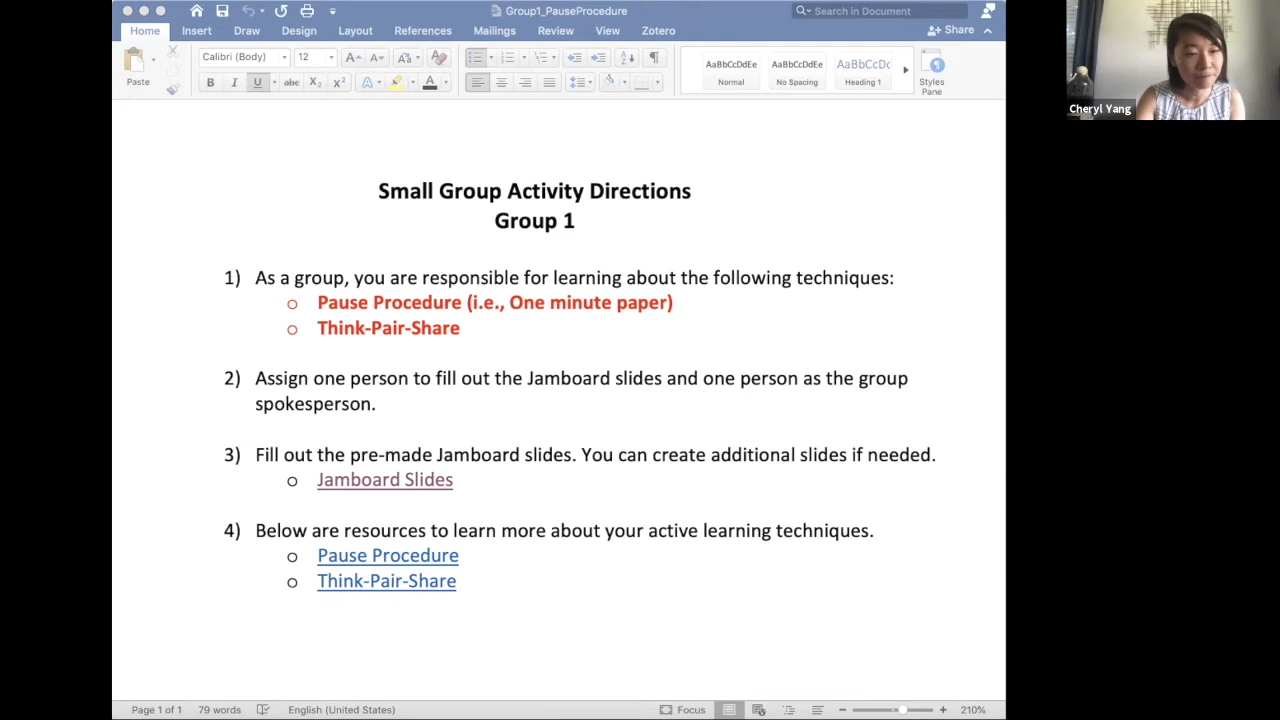 Group1_PauseProcedure
Search in Document
Home Insert Draw Design Layout References Mailings Review View Zotero
Share
Paste
Calibri (Body) 12
AaBbCcDdEe AaBbCcDdEe AaBbCcDc
Normal No Spacing Heading 1
Styles
Pane
Cheryl Yang
Small Group Activity Directions
Group 1
1) As a group, you are responsible for learning about the following techniques:
o Pause Procedure (i.e., One minute paper)
o Think-Pair-Share
2) Assign one person to fill out the Jamboard slides and one person as the group
spokesperson.
3) Fill out the pre-made Jamboard slides. You can create additional slides if needed.
o Jamboard Slides
4) Below are resources to learn more about your active learning techniques.
o Pause Procedure
o Think-Pair-Share
Page 1 of 1 79 words English (United States) Focus 210%